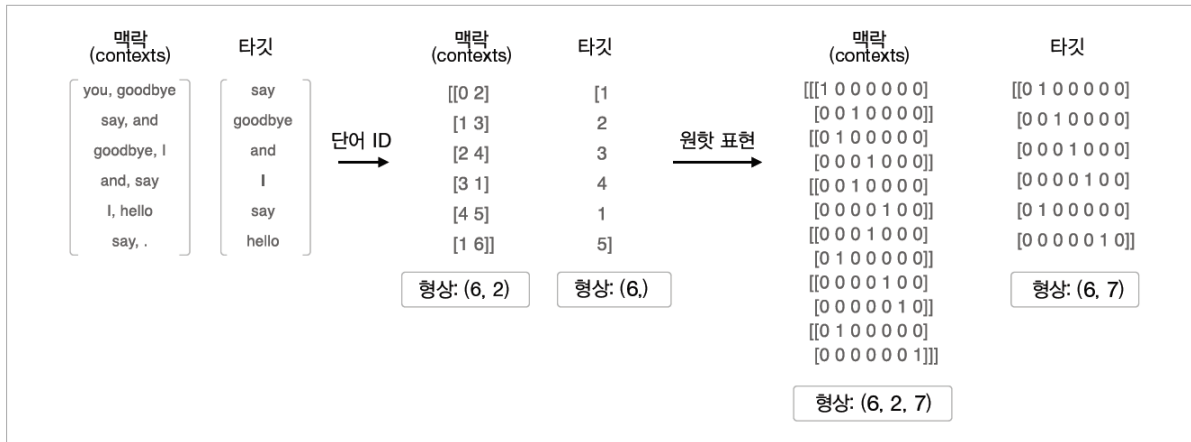 맥락
(contexts)
타깃
you, goodbye
say
say, and
goodbye
goodbye, I
and
and, say
I
I, hello
say
say, .
hello
단어 ID
맥락
(contexts)
타깃
[[0 2]
[1
[1 3]
2
[2 4]
3
[3 1]
4
[4 5]
1
[1 6]]
5]
형상: (6, 2)
형상: (6,)
원핫 표현
맥락
(contexts)
[[[1 0 0 0 0 0 0]
[0 0 1 0 0 0 0]]
[[0 1 0 0 0 0 0]
[0 0 0 1 0 0 0]]
[[0 0 1 0 0 0 0]
[0 0 0 0 1 0 0]]
[[0 0 0 1 0 0 0]
[0 1 0 0 0 0 0]]
[[0 0 0 0 1 0 0]
[0 0 0 0 0 1 0]]
[[0 1 0 0 0 0 0]
[0 0 0 0 0 0 1]]]
형상: (6, 2, 7)
타깃
[[0 1 0 0 0 0 0]
[0 0 1 0 0 0 0]
[0 0 0 1 0 0 0]
[0 0 0 0 1 0 0]
[0 1 0 0 0 0 0]
[0 0 0 0 0 1 0]]
형상: (6, 7)